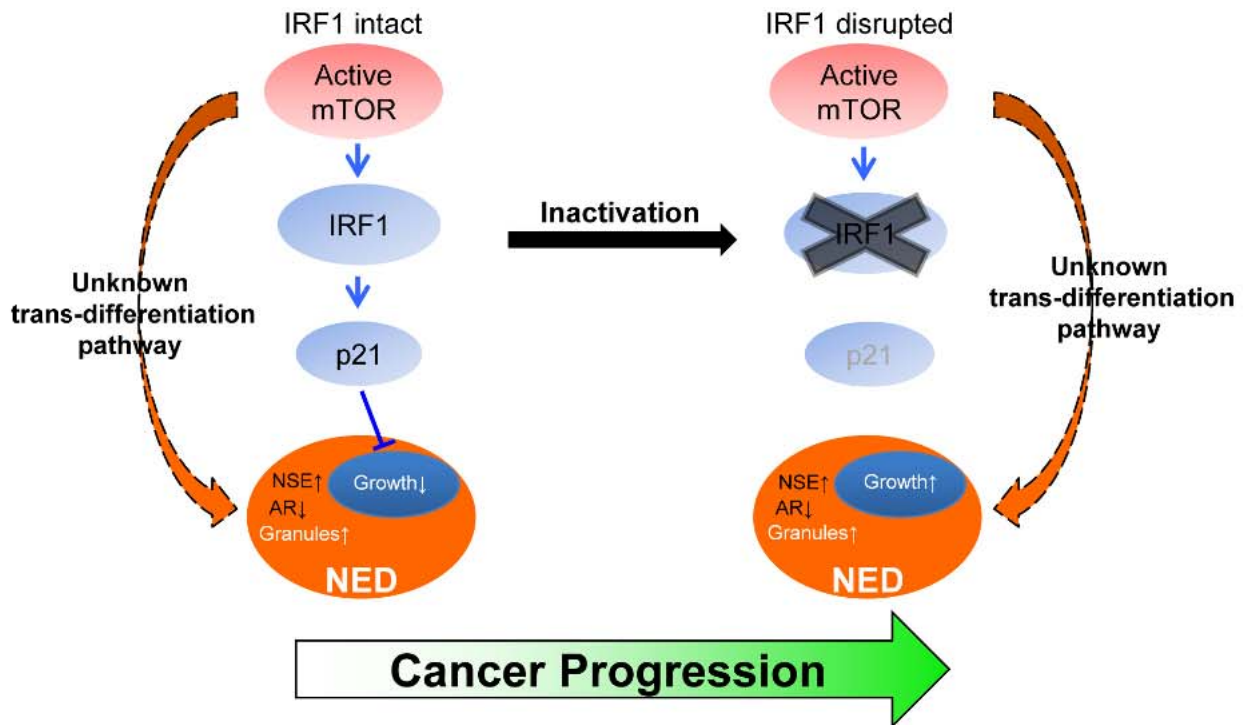 IRF1 intact
Active
mTOR
IRF1
p21
Unknown
trans-differentiation
pathway
NSE↑
AR↓
Granules↑
Growth↓
NED
Inactivation
IRF1 disrupted
Active
mTOR
IRF1
p21
Unknown
trans-differentiation
pathway
NSE↑
AR↓
Granules↑
Growth↑
NED
Cancer Progression